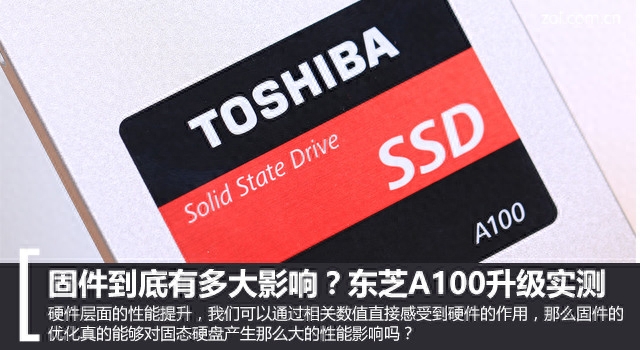 zol.com.cn
TOSHIBA
Solid State Drive
SSD
A100
固件到底有多大影响？东芝A100升级实测
硬件层面的性能提升，我们可以通过相关数值直接感受到硬件的作用，那么固件的
优化真的能够对固态硬盘产生那么大的性能影响吗？